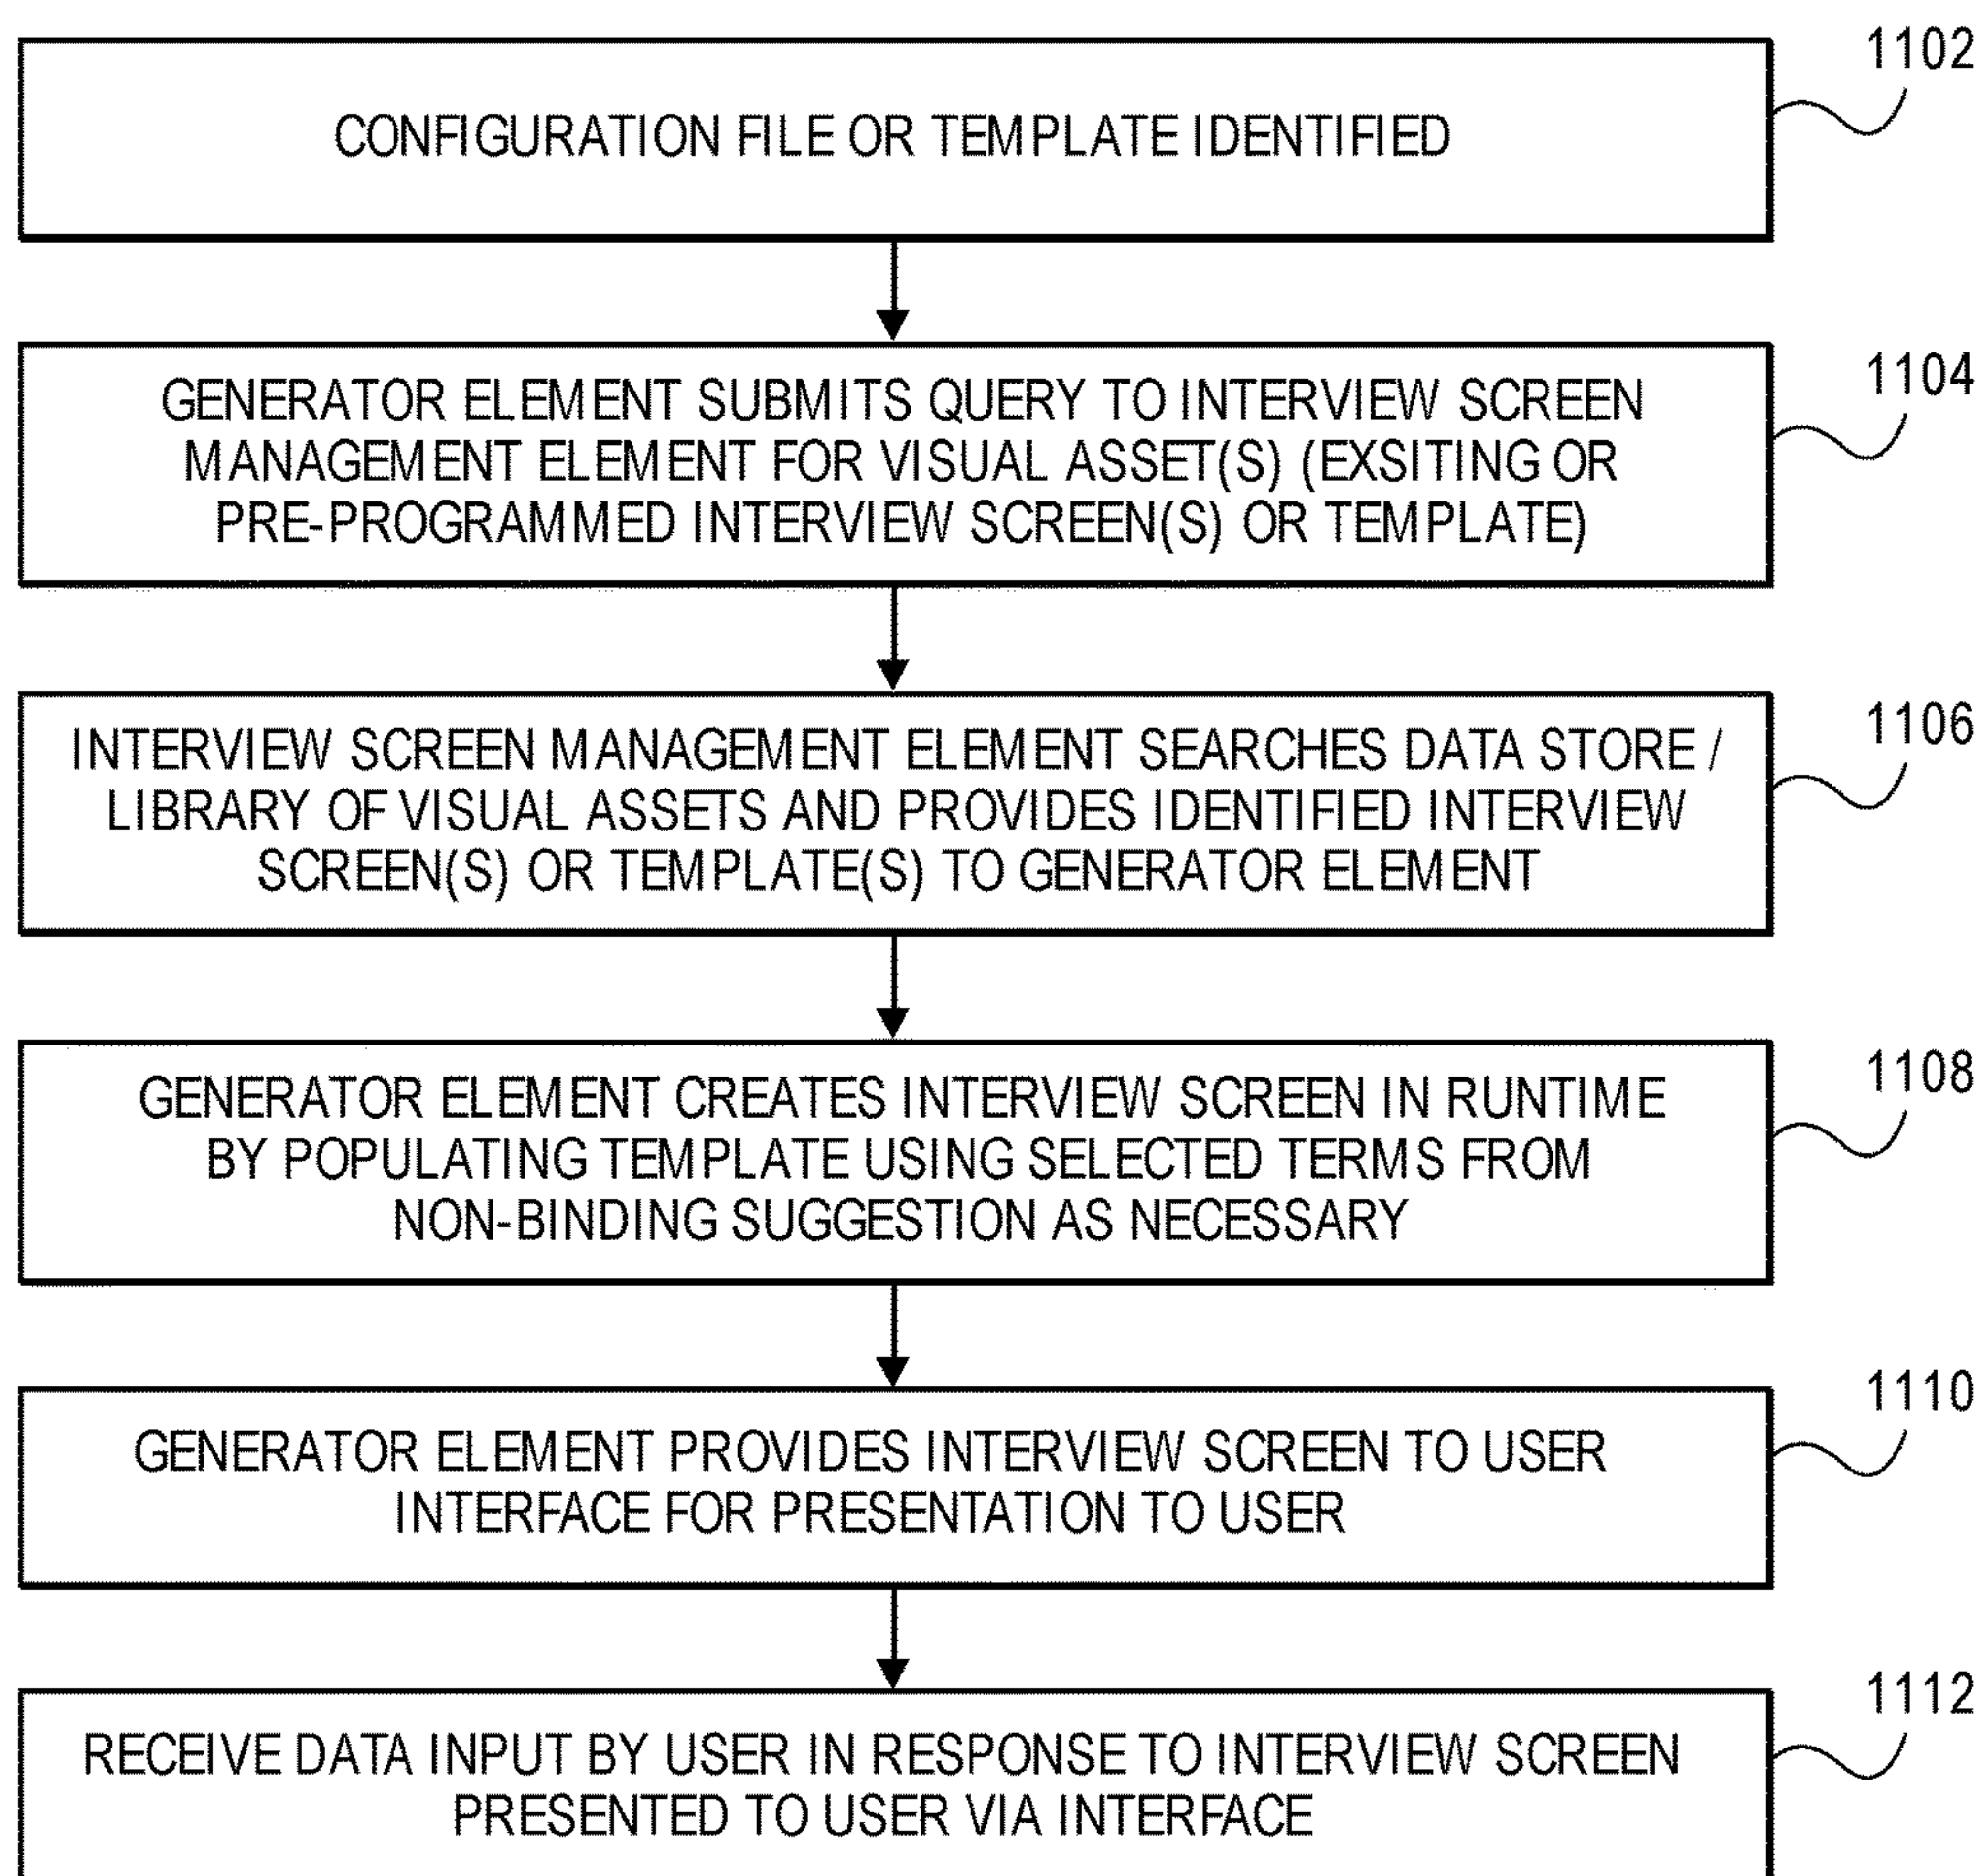 1102
CONFIGURATION FILE OR TEMPLATE IDENTIFIED
1104
GENERATOR ELEMENT SUBMITS QUERY TO INTERVIEW SCREEN
MANAGEMENT ELEMENT FOR VISUAL ASSET(S) (EXSITING OR
PRE-PROGRAMMED INTERVIEW SCREEN(S) OR TEMPLATE)
1106
INTERVIEW SCREEN MANAGEMENT ELEMENT SEARCHES DATA STORE /
LIBRARY OF VISUAL ASSETS AND PROVIDES IDENTIFIED INTERVIEW
SCREEN(S) OR TEMPLATE(S) TO GENERATOR ELEMENT
1108
GENERATOR ELEMENT CREATES INTERVIEW SCREEN IN RUNTIME
BY POPULATING TEMPLATE USING SELECTED TERMS FROM
NON-BINDING SUGGESTION AS NECESSARY
1110
GENERATOR ELEMENT PROVIDES INTERVIEW SCREEN TO USER
INTERFACE FOR PRESENTATION TO USER
1112
RECEIVE DATA INPUT BY USER IN RESPONSE TO INTERVIEW SCREEN
PRESENTED TO USER VIA INTERFACE